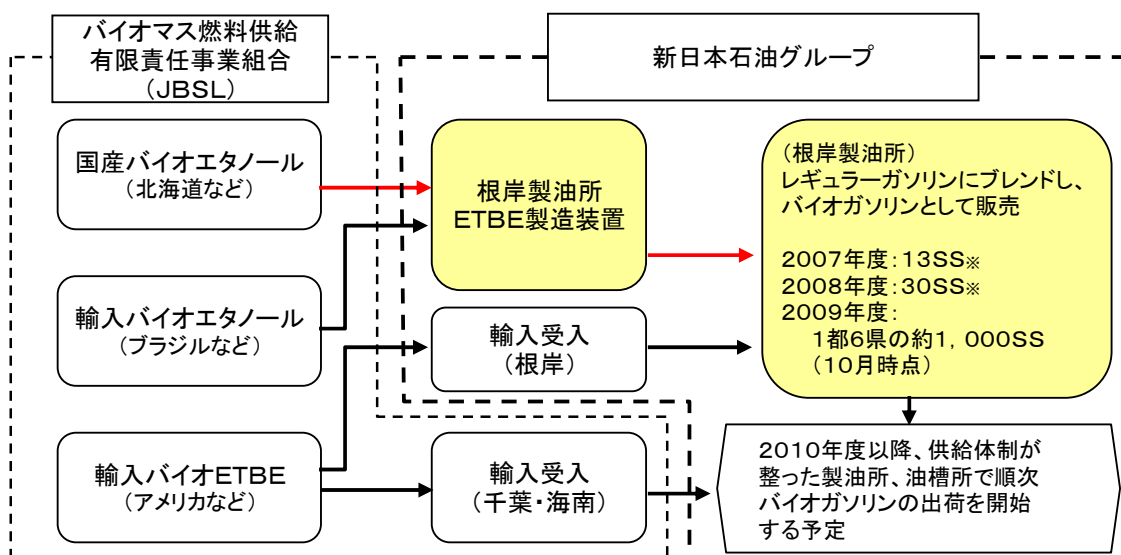 バイオマス燃料供給
有限責任事業組合
(JBSL)
新日本石油グループ
国産バイオエタノール
(北海道など)
輸入バイオエタノール
(ブラジルなど)
輸入バイオETBE
(アメリカなど)
根岸製油所
ETBE製造装置
輸入受入
(根岸)
輸入受入
(千葉・海南)
(根岸製油所)
レギュラーガソリンにブレンドし、
バイオガソリンとして販売
2007年度:13SS※
2008年度:30SS※
2009年度:
1都6県の約1,000SS
(10月時点)
2010年度以降、供給体制が
整った製油所、油槽所で順次
バイオガソリンの出荷を開始
する予定